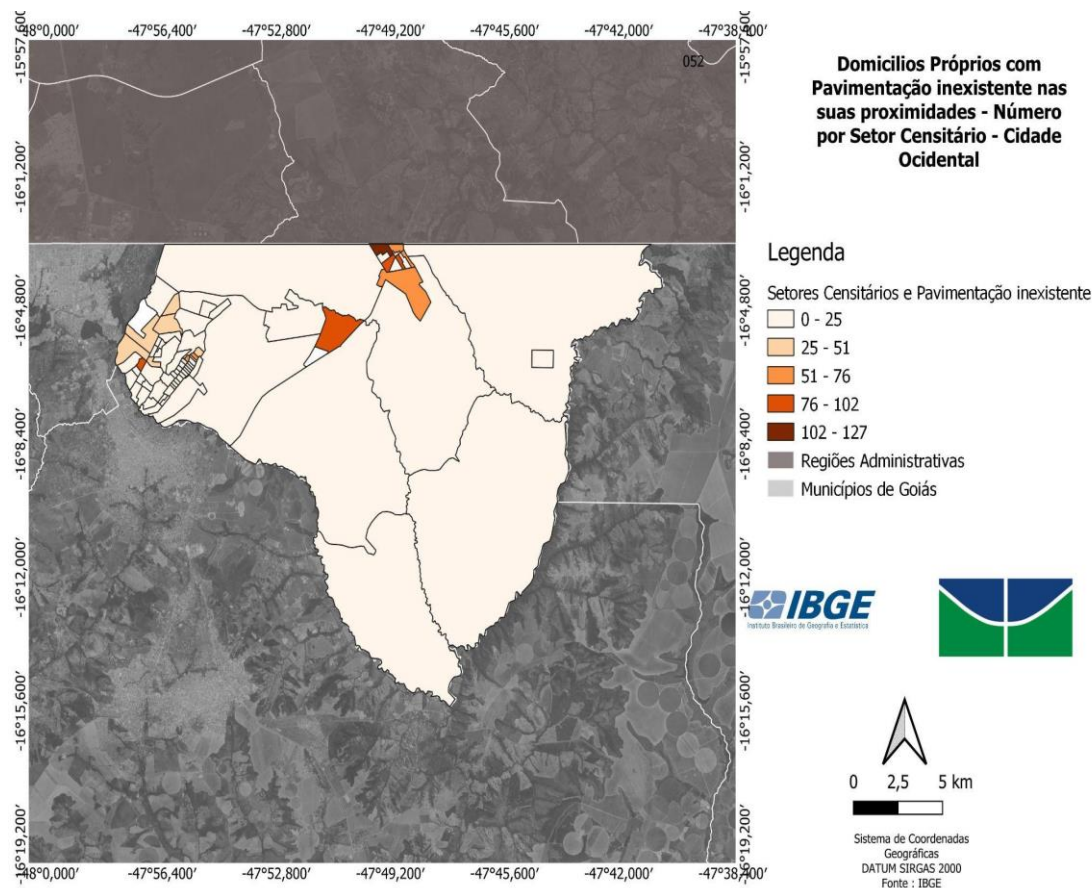 -48°0,000′ -47°56,400′ -47°52,800′ -47°49,200′ -47°45,600′ -47°42,000′ -47°38,400′
-15°57,600′ -15°57,600′
052
-16°1,200′ -16°1,200′
-16°4,800′ -16°4,800′
-16°8,400′ -16°8,400′
-16°12,000′ -16°12,000′
-16°15,600′ -16°15,600′
-16°19,200′ -16°19,200′
-48°0,000′ -47°56,400′ -47°52,800′ -47°49,200′ -47°45,600′ -47°42,000′ -47°38,400′
Domicilios Próprios com
Pavimentação inexistente nas
suas proximidades - Número
por Setor Censitário - Cidade
Ocidental
Legenda
Setores Censitários e Pavimentação inexistente
0 - 25
25 - 51
51 - 76
76 - 102
102 - 127
Regiões Administrativas
Municípios de Goiás
IBGE
Instituto Brasileiro de Geografia e Estatística
0 2,5 5 km
Sistema de Coordenadas
Geográficas
DATUM SIRGAS 2000
Fonte : IBGE